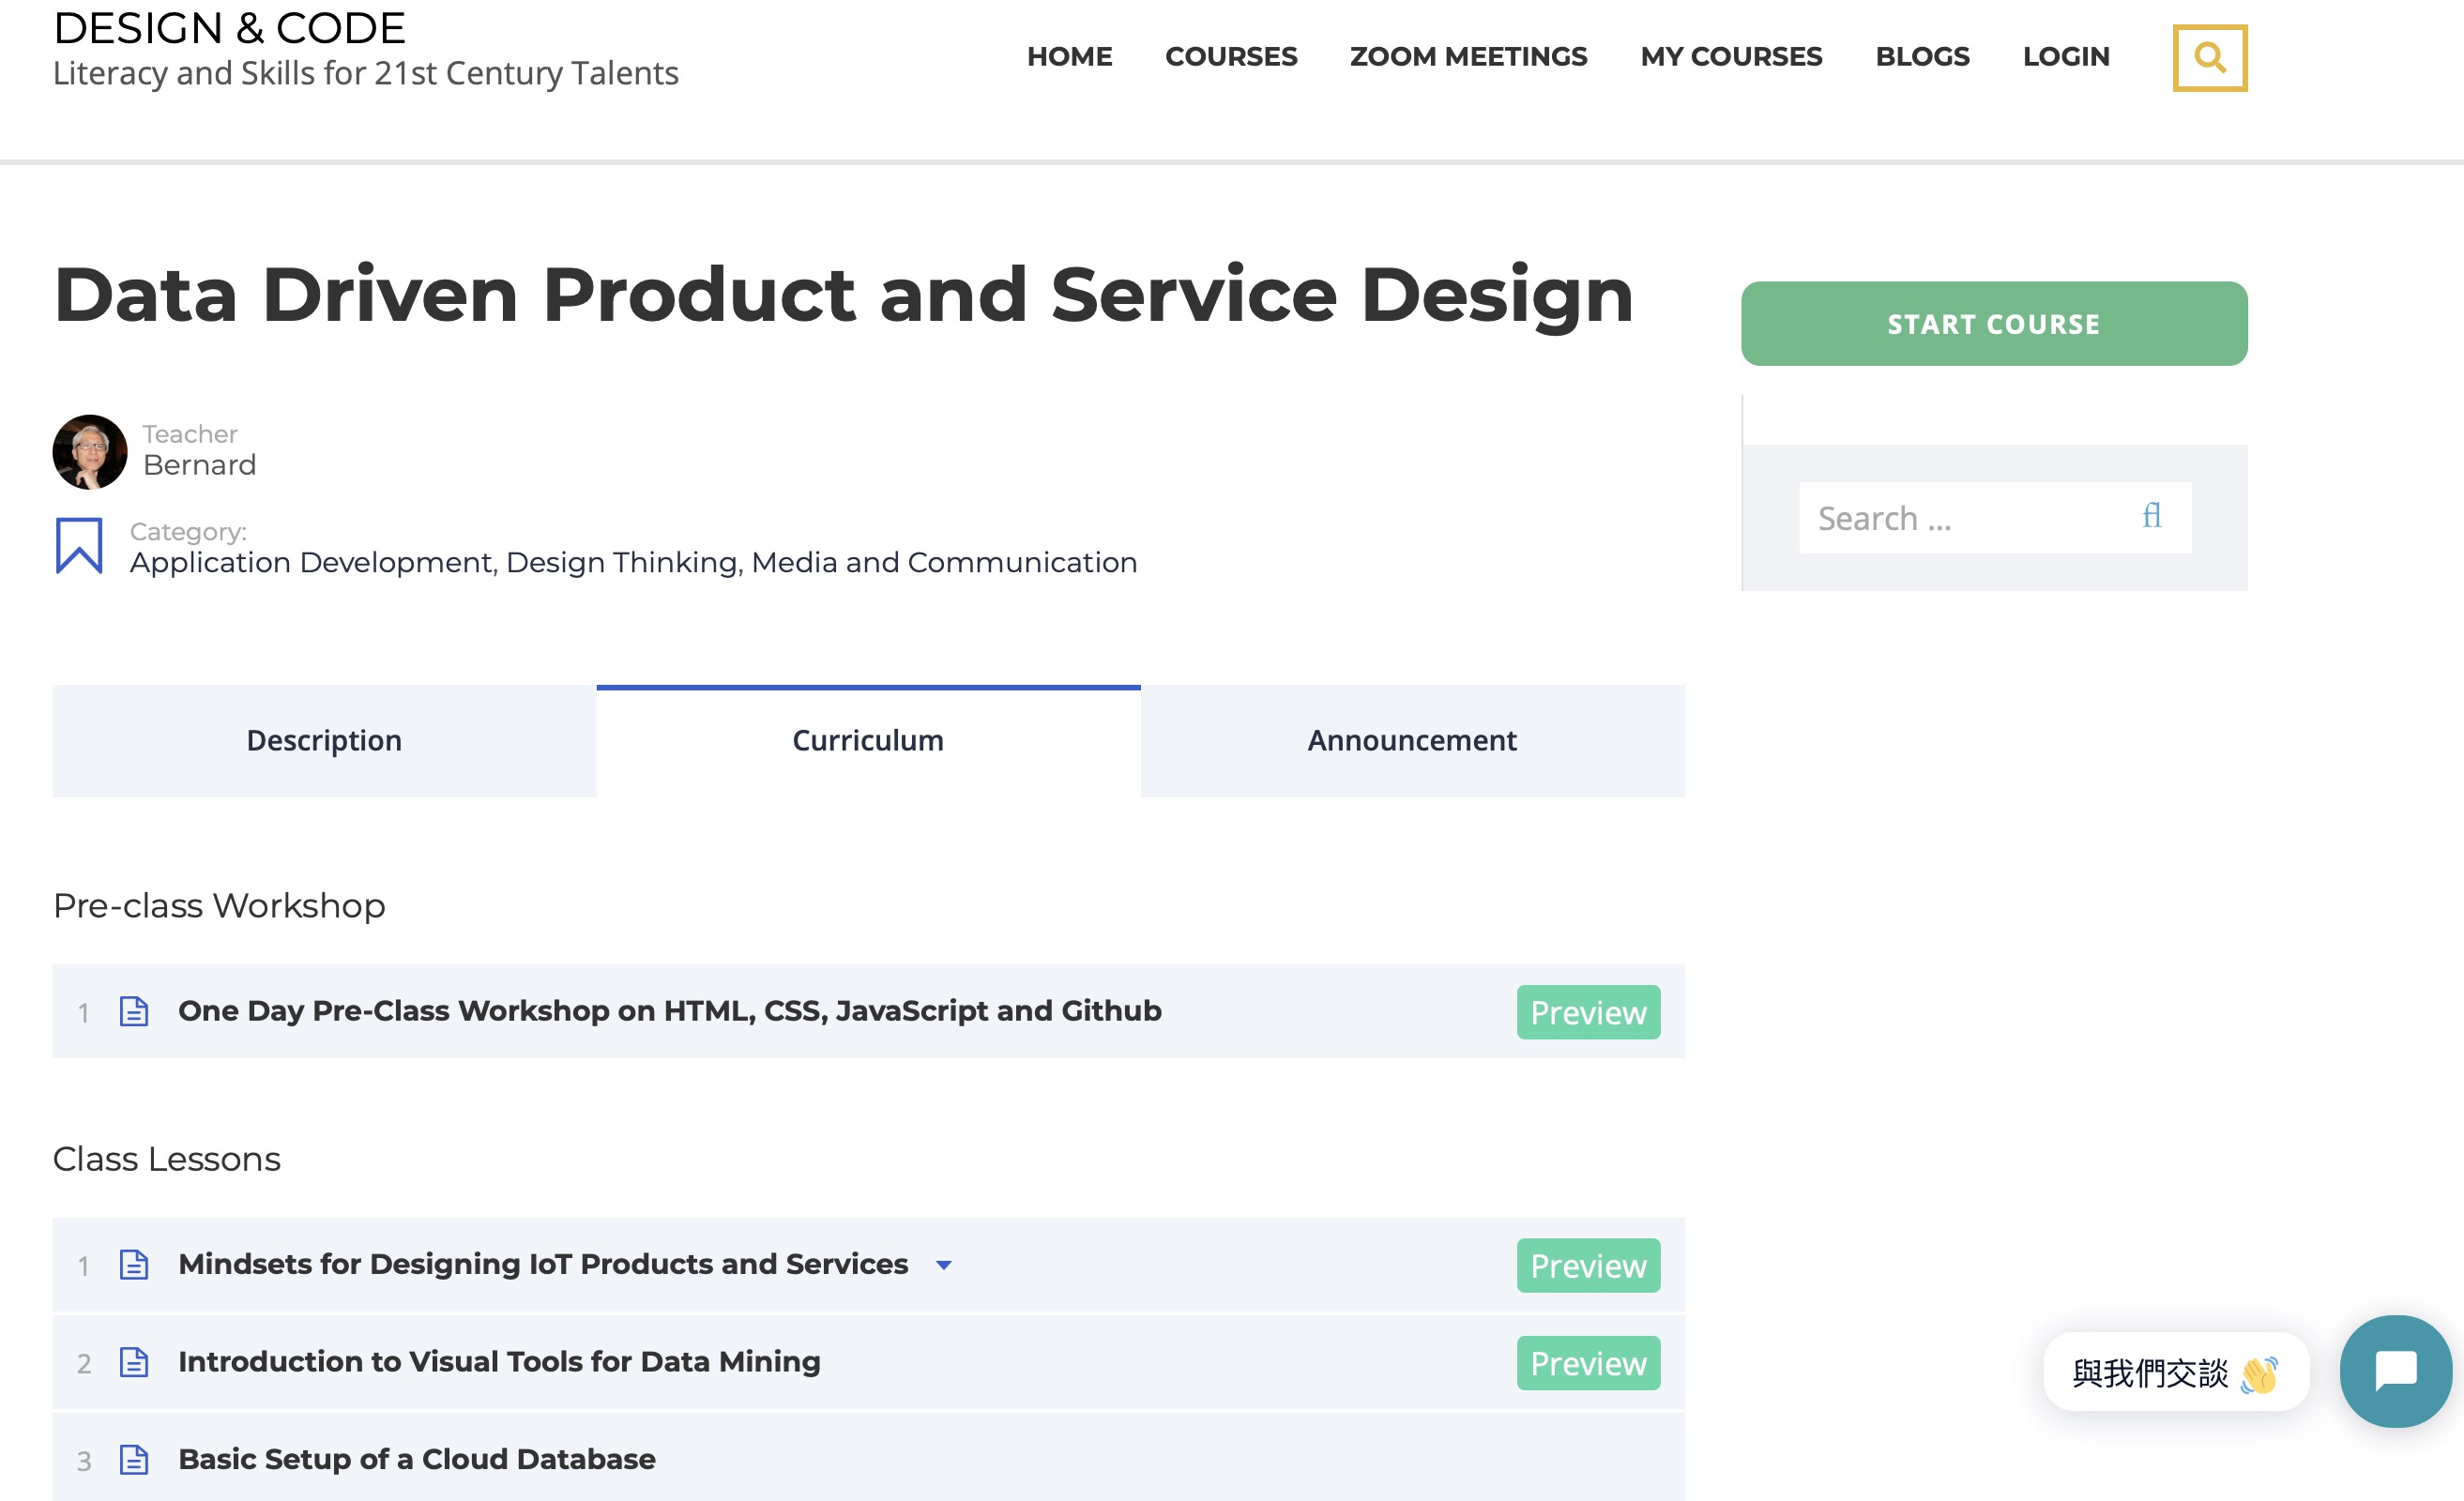 DESIGN & CODE
Literacy and Skills for 21st Century Talents
HOME COURSES ZOOM MEETINGS MY COURSES BLOGS LOGIN
Data Driven Product and Service Design
START COURSE
Teacher
Bernard
Search ...
Category:
Application Development, Design Thinking, Media and Communication
Description Curriculum Announcement
Pre-class Workshop
1 One Day Pre-Class Workshop on HTML, CSS, JavaScript and Github Preview
Class Lessons
1 Mindsets for Designing IoT Products and Services Preview
2 Introduction to Visual Tools for Data Mining Preview
與我們交談 👋
3 Basic Setup of a Cloud Database